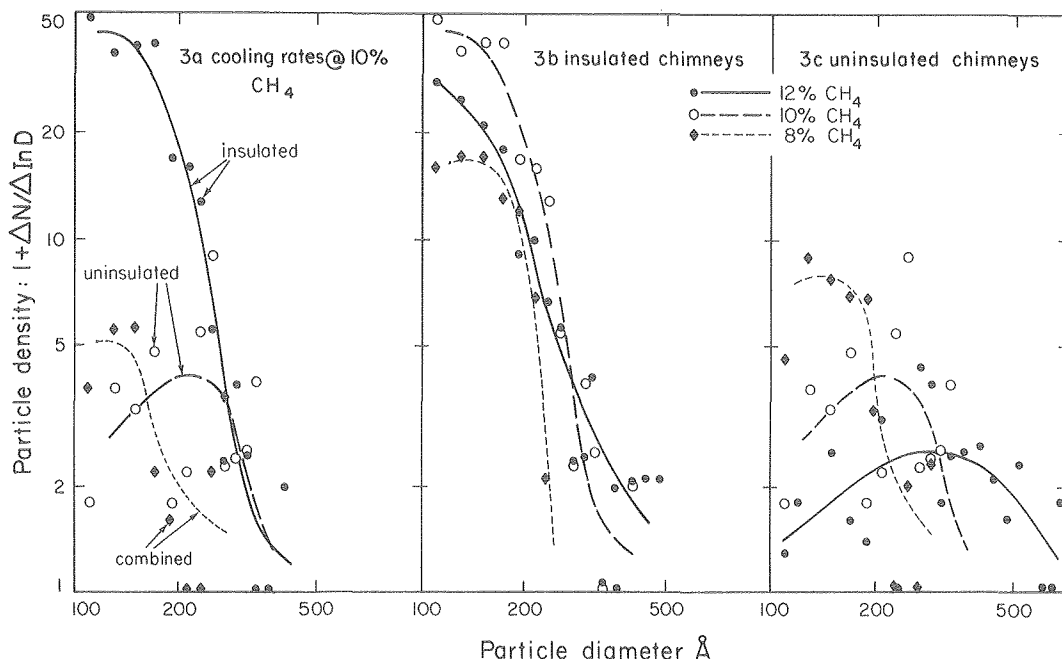 50
20
10
5
2
1
Particle density: 1+ΔN/ΔlnD
3a cooling rates @ 10% CH4
insulated
uninsulated
combined
3b insulated chimneys
3c uninsulated chimneys
12% CH4
10% CH4
8% CH4
100 200 500
100 200 500
100 200 500
Particle diameter Å